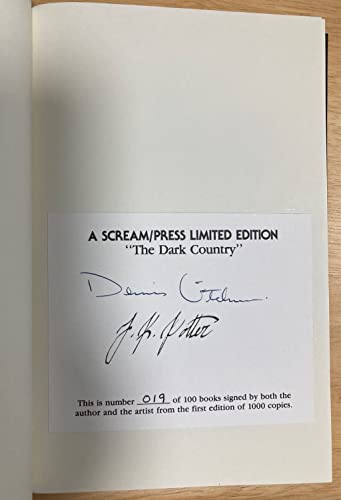 A SCREAM/PRESS LIMITED EDITION
"The Dark Country"
Dennis Etchison
J. K. Potter
This is number 019 of 100 books signed by both the
author and the artist from the first edition of 1000 copies.